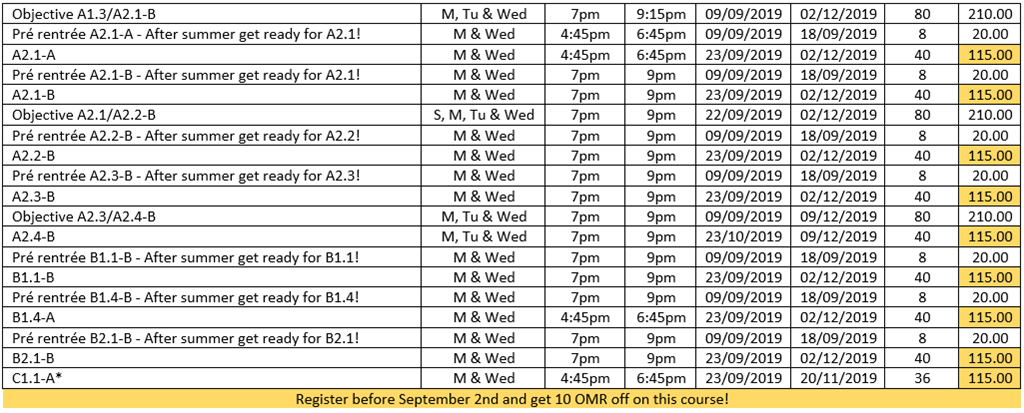 Objective A1.3/A2.1-B M, Tu & Wed 7pm 9:15pm 09/09/2019 02/12/2019 80 210.00
Pré rentrée A2.1-A - After summer get ready for A2.1! M & Wed 4:45pm 6:45pm 09/09/2019 18/09/2019 8 20.00
A2.1-A M & Wed 4:45pm 6:45pm 23/09/2019 02/12/2019 40 115.00
Pré rentrée A2.1-B - After summer get ready for A2.1! M & Wed 7pm 9pm 09/09/2019 18/09/2019 8 20.00
A2.1-B M & Wed 7pm 9pm 23/09/2019 02/12/2019 40 115.00
Objective A2.1/A2.2-B S, M, Tu & Wed 7pm 9pm 22/09/2019 02/12/2019 80 210.00
Pré rentrée A2.2-B - After summer get ready for A2.2! M & Wed 7pm 9pm 09/09/2019 18/09/2019 8 20.00
A2.2-B M & Wed 7pm 9pm 23/09/2019 02/12/2019 40 115.00
Pré rentrée A2.3-B - After summer get ready for A2.3! M & Wed 7pm 9pm 09/09/2019 18/09/2019 8 20.00
A2.3-B M & Wed 7pm 9pm 23/09/2019 02/12/2019 40 115.00
Objective A2.3/A2.4-B M, Tu & Wed 7pm 9pm 09/09/2019 09/12/2019 80 210.00
A2.4-B M, Tu & Wed 7pm 9pm 23/10/2019 09/12/2019 40 115.00
Pré rentrée B1.1-B - After summer get ready for B1.1! M & Wed 7pm 9pm 09/09/2019 18/09/2019 8 20.00
B1.1-B M & Wed 7pm 9pm 23/09/2019 02/12/2019 40 115.00
Pré rentrée B1.4-B - After summer get ready for B1.4! M & Wed 7pm 9pm 09/09/2019 18/09/2019 8 20.00
B1.4-A M & Wed 4:45pm 6:45pm 23/09/2019 02/12/2019 40 115.00
Pré rentrée B2.1-B - After summer get ready for B2.1! M & Wed 7pm 9pm 09/09/2019 18/09/2019 8 20.00
B2.1-B M & Wed 7pm 9pm 23/09/2019 02/12/2019 40 115.00
C1.1-A* M & Wed 4:45pm 6:45pm 23/09/2019 20/11/2019 36 115.00
Register before September 2nd and get 10 OMR off on this course!